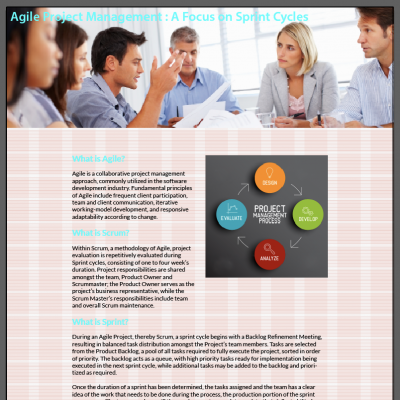 Agile Project Management : A Focus on Sprint Cycles
What is Agile?
Agile is a collaborative project management
approach, commonly utilized in the software
development industry. Fundamental principles
of Agile include frequent client participation,
team and client communication, iterative
working-model development, and responsive
adaptability according to change.
DESIGN
EVALUATE
PROJECT
MANAGEMENT
PROCESS
DEVELOP
ANALYZE
What is Scrum?
Within Scrum, a methodology of Agile, project
evaluation is repetitively evaluated during
Sprint cycles, consisting of one to four week's
duration. Project responsibilities are shared
amongst the team, Product Owner and
Scrummaster; the Product Owner serves as the
project's business representative, while the
Scrum Master's responsibilities include team
and overall Scrum maintenance.
What is Sprint?
During an Agile Project, thereby Scrum, a sprint cycle begins with a Backlog Refinement Meeting,
resulting in balanced task distribution amongst the Project's team members. Tasks are selected
from the Product Backlog, a pool of all tasks required to fully execute the project, sorted in order
of priority. The backlog acts as a queue, with high priority tasks ready for implementation being
executed in the next sprint cycle, while additional tasks may be added to the backlog and priori-
tized as required.
Once the duration of a sprint has been determined, the tasks assigned and the team has a clear
idea of the work that needs to be done during the process, the production portion of the sprint